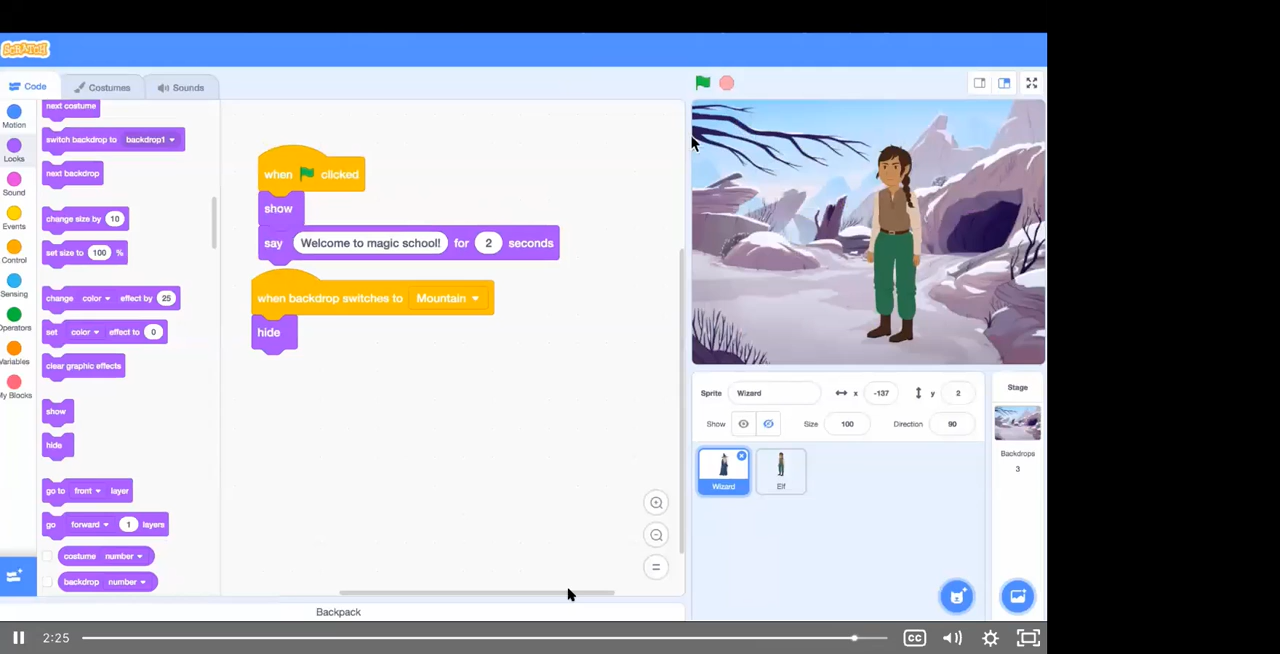 SCRATCH
Code
Costumes
Sounds
Motion
Looks
Sound
Events
Control
Sensing
Operators
Variables
My Blocks
next costume
switch backdrop to backdrop1
next backdrop
change size by 10
set size to 100 %
change color effect by 25
set color effect to 0
clear graphic effects
show
hide
go to front layer
go forward 1 layers
costume number
backdrop number
when clicked
show
say Welcome to magic school! for 2 seconds
when backdrop switches to Mountain
hide
Sprite Wizard x -137 y 2
Show Size 100 Direction 90
Wizard
Elf
Stage
Backdrops
3
Backpack
2:25
CC